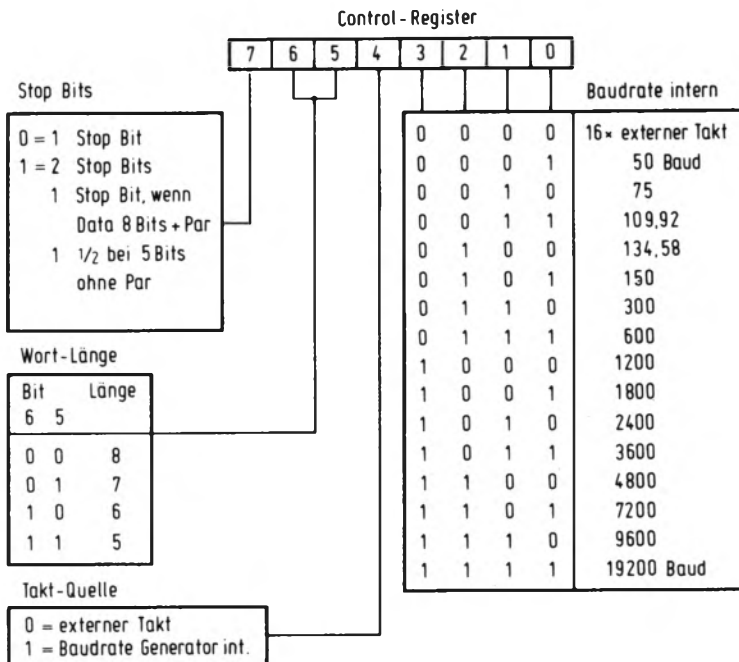 Control-Register
7 6 5 4 3 2 1 0
Stop Bits
0 = 1 Stop Bit
1 = 2 Stop Bits
1 Stop Bit, wenn
Data 8 Bits + Par
1 1/2 bei 5 Bits
ohne Par
Wort-Länge
Bit Länge
6 5
0 0 8
0 1 7
1 0 6
1 1 5
Takt-Quelle
0 = externer Takt
1 = Baudrate Generator int.
Baudrate intern
0 0 0 0 16× externer Takt
0 0 0 1 50 Baud
0 0 1 0 75
0 0 1 1 109,92
0 1 0 0 134,58
0 1 0 1 150
0 1 1 0 300
0 1 1 1 600
1 0 0 0 1200
1 0 0 1 1800
1 0 1 0 2400
1 0 1 1 3600
1 1 0 0 4800
1 1 0 1 7200
1 1 1 0 9600
1 1 1 1 19200 Baud